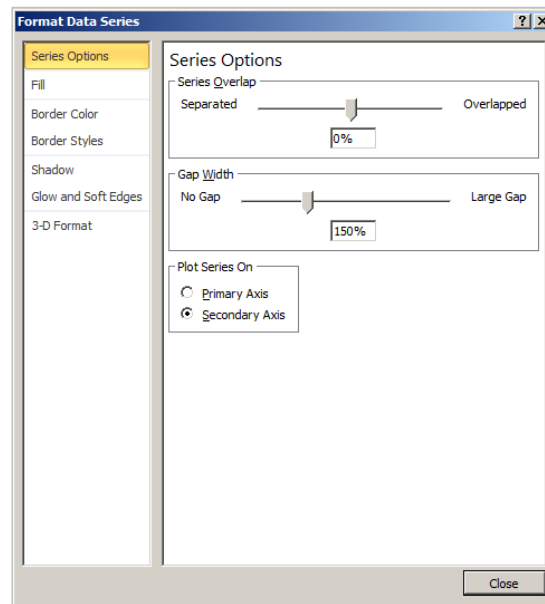 Format Data Series
Series Options
Fill
Border Color
Border Styles
Shadow
Glow and Soft Edges
3-D Format
Series Options
Series Overlap
Separated Overlapped
0%
Gap Width
No Gap Large Gap
150%
Plot Series On
Primary Axis
Secondary Axis
Close